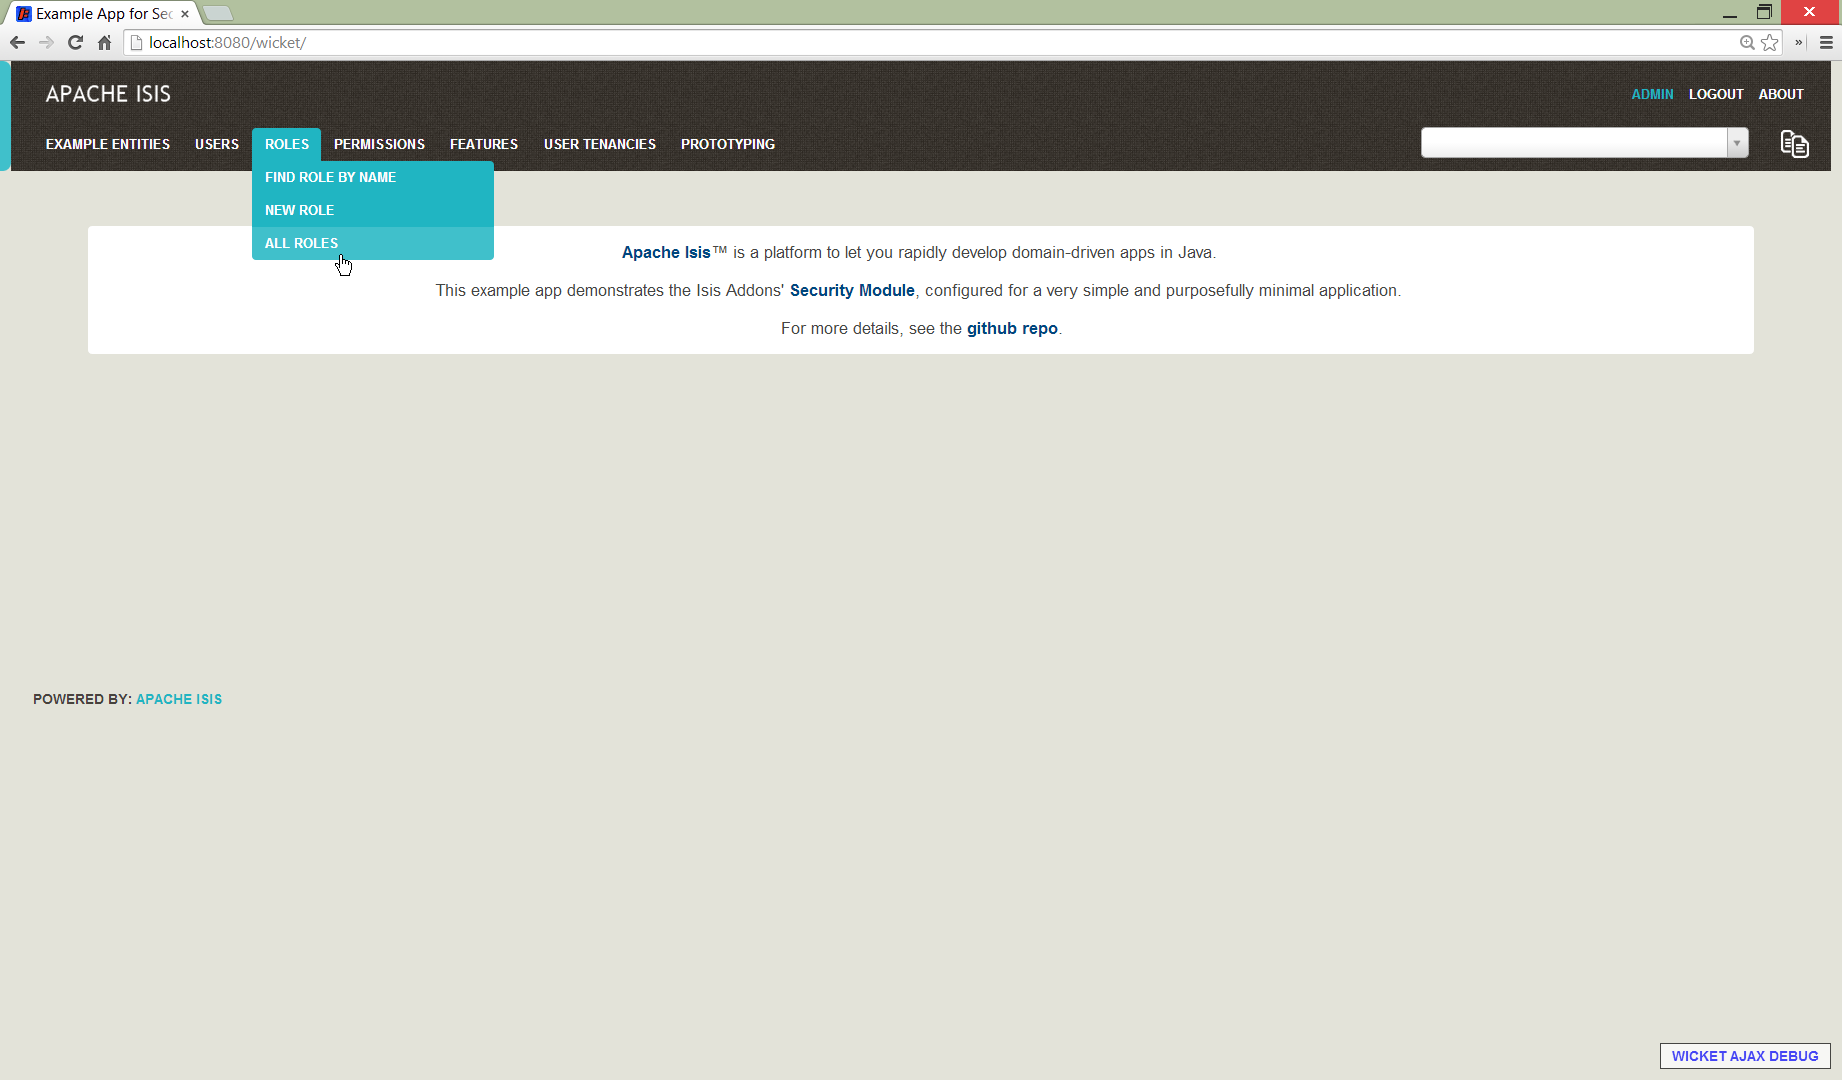 Example App for Sec
localhost:8080/wicket/
APACHE ISIS
ADMIN LOGOUT ABOUT
EXAMPLE ENTITIES USERS ROLES PERMISSIONS FEATURES USER TENANCIES PROTOTYPING
FIND ROLE BY NAME
NEW ROLE
ALL ROLES
Apache Isis™ is a platform to let you rapidly develop domain-driven apps in Java.
This example app demonstrates the Isis Addons' Security Module, configured for a very simple and purposefully minimal application.
For more details, see the github repo.
POWERED BY: APACHE ISIS
WICKET AJAX DEBUG